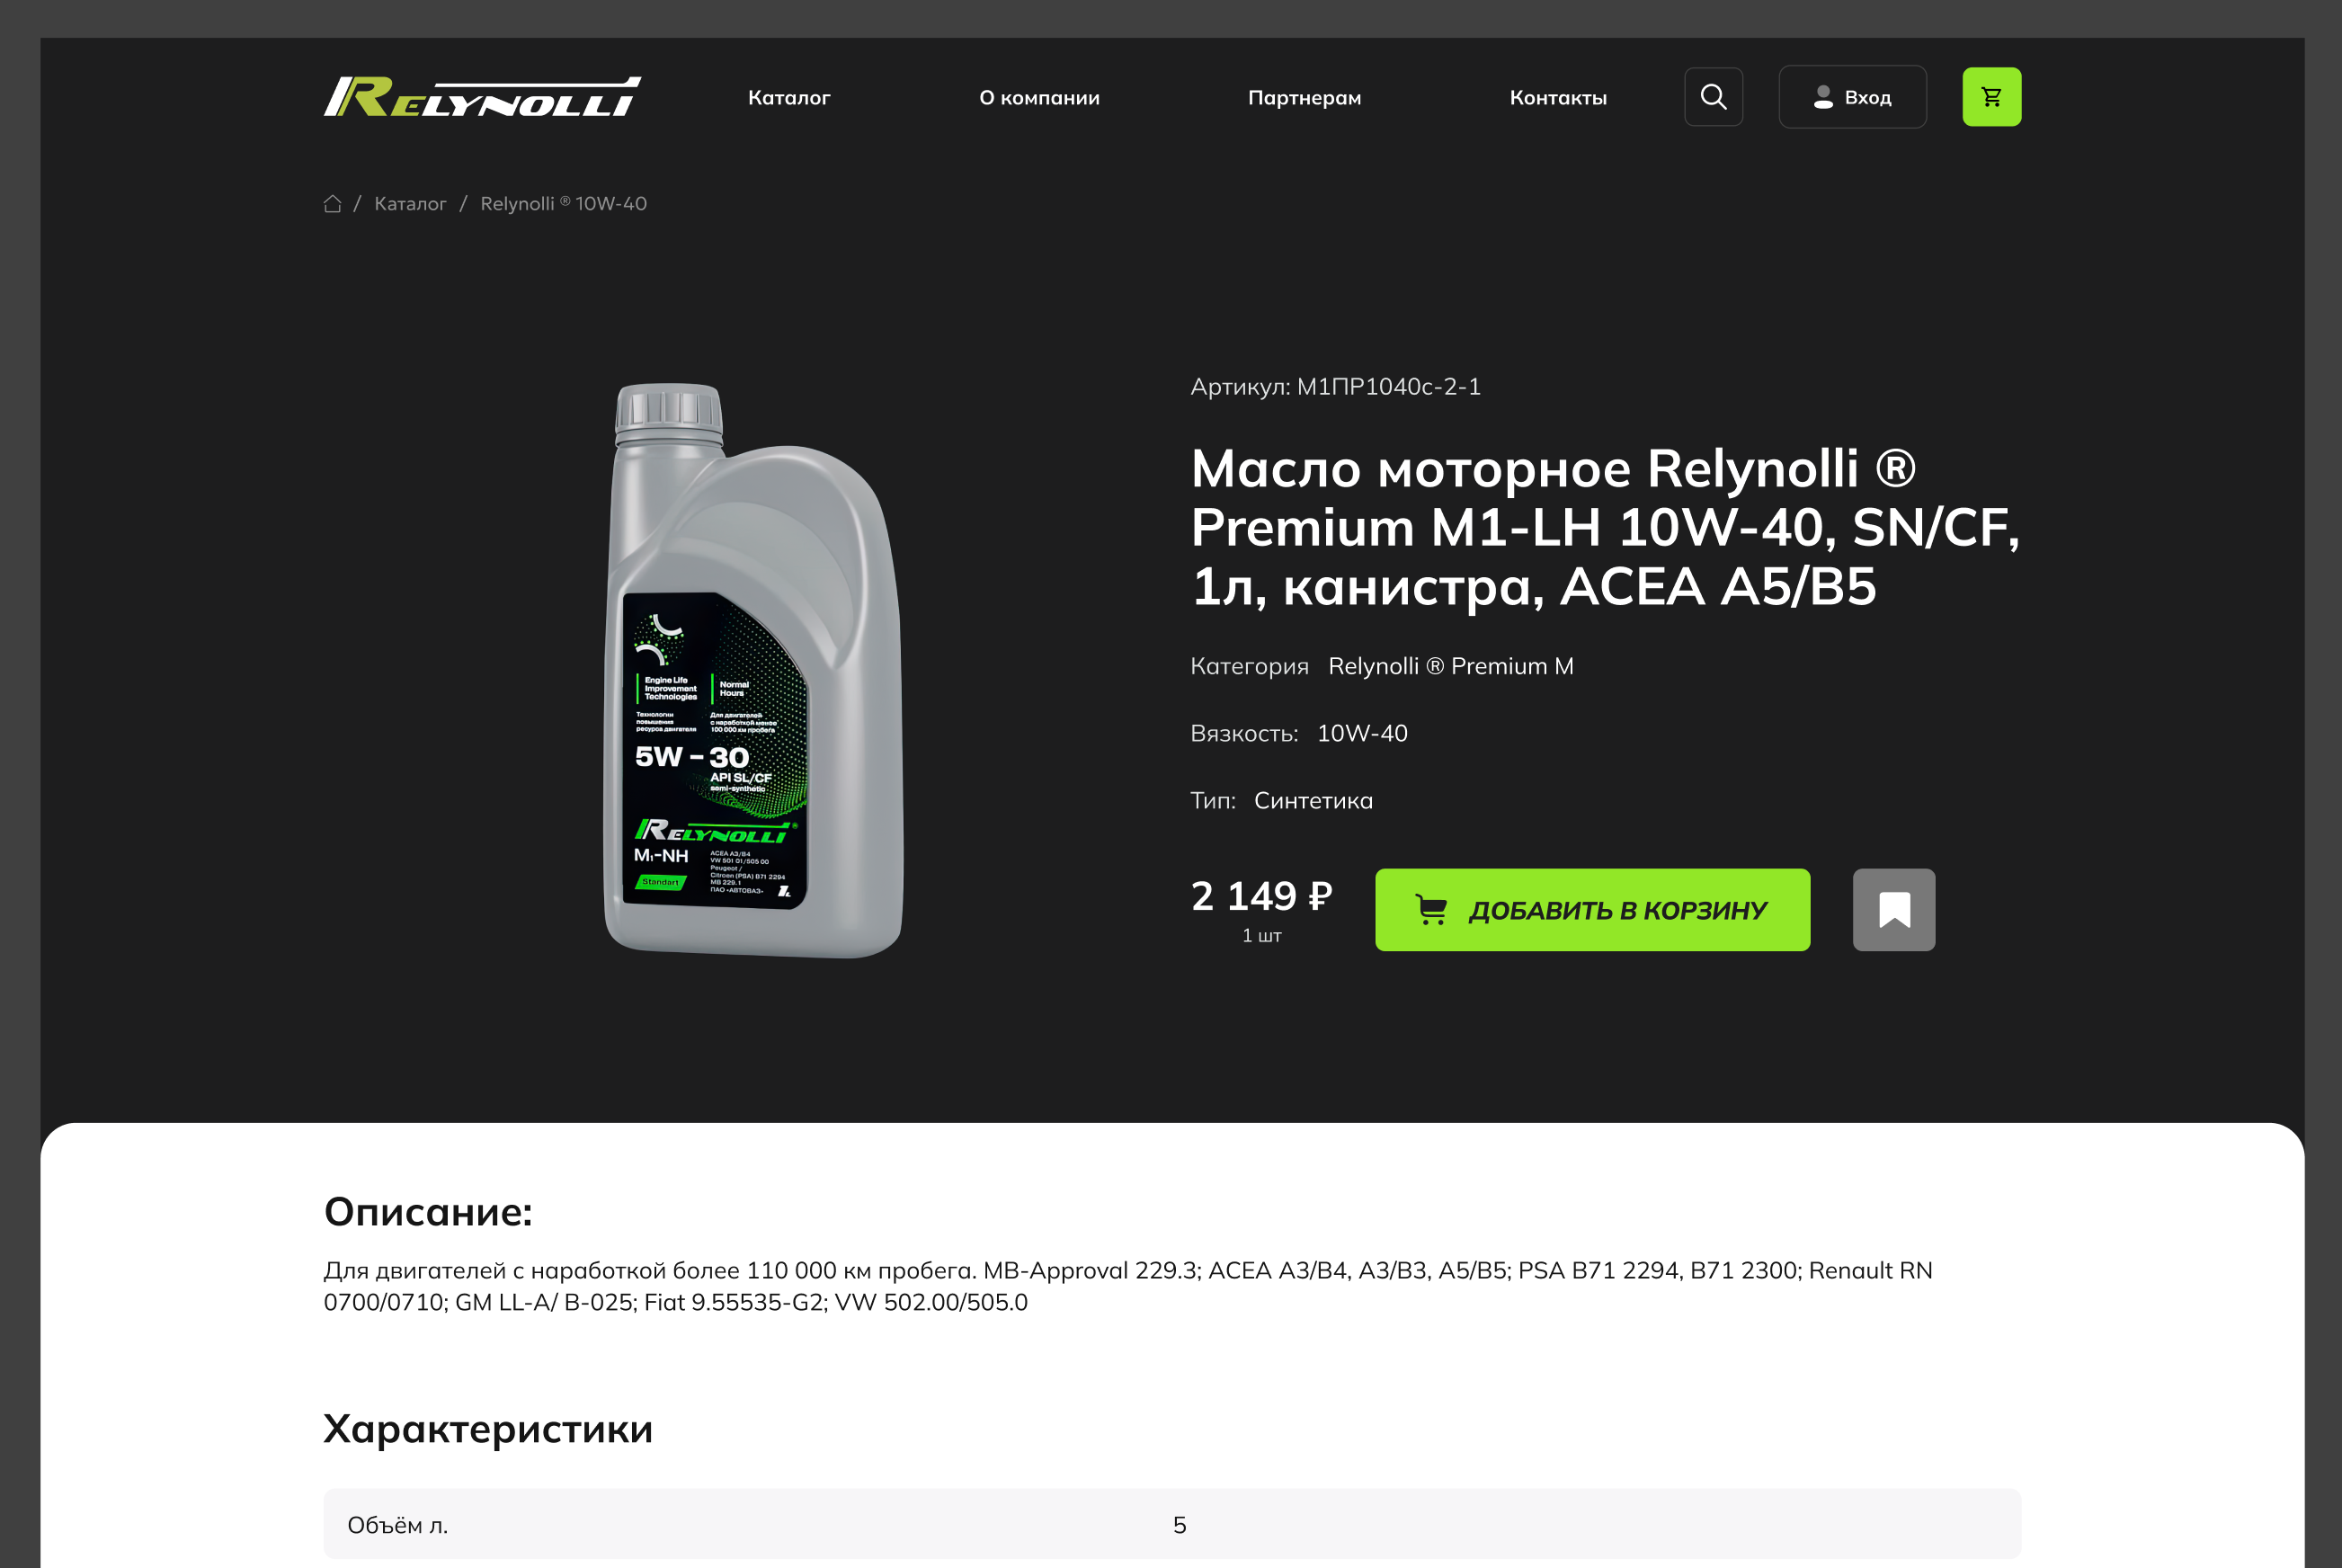 RELYNOLLI
Каталог
О компании
Партнерам
Контакты
Вход
/ Каталог / Relynolli ® 10W-40
Артикул: М1ПР1040с-2-1
Масло моторное Relynolli ®
Premium M1-LH 10W-40, SN/CF,
1л, канистра, ACEA A5/B5
Категория Relynolli ® Premium M
Вязкость: 10W-40
Тип: Синтетика
2 149 ₽
1 шт
ДОБАВИТЬ В КОРЗИНУ
Engine Life
Improvement
Technologies
Normal
Hours
Технологии
повышения
ресурса двигателя
Для двигателей
с наработкой менее
100 000 км пробега
5W – 30
API SL/CF
semi-synthetic
RELYNOLLI ®
M1-NH
Standart
ACEA A3/B4
VW 501 01/505 00
Peugeot /
Citroen (PSA) B71 2294
MB 229.1
ПАО «АВТОВАЗ»
1L
Описание:
Для двигателей с наработкой более 110 000 км пробега. MB-Approval 229.3; ACEA A3/B4, A3/B3, A5/B5; PSA B71 2294, B71 2300; Renault RN
0700/0710; GM LL-A/ B-025; Fiat 9.55535-G2; VW 502.00/505.0
Характеристики
Объём л. 5